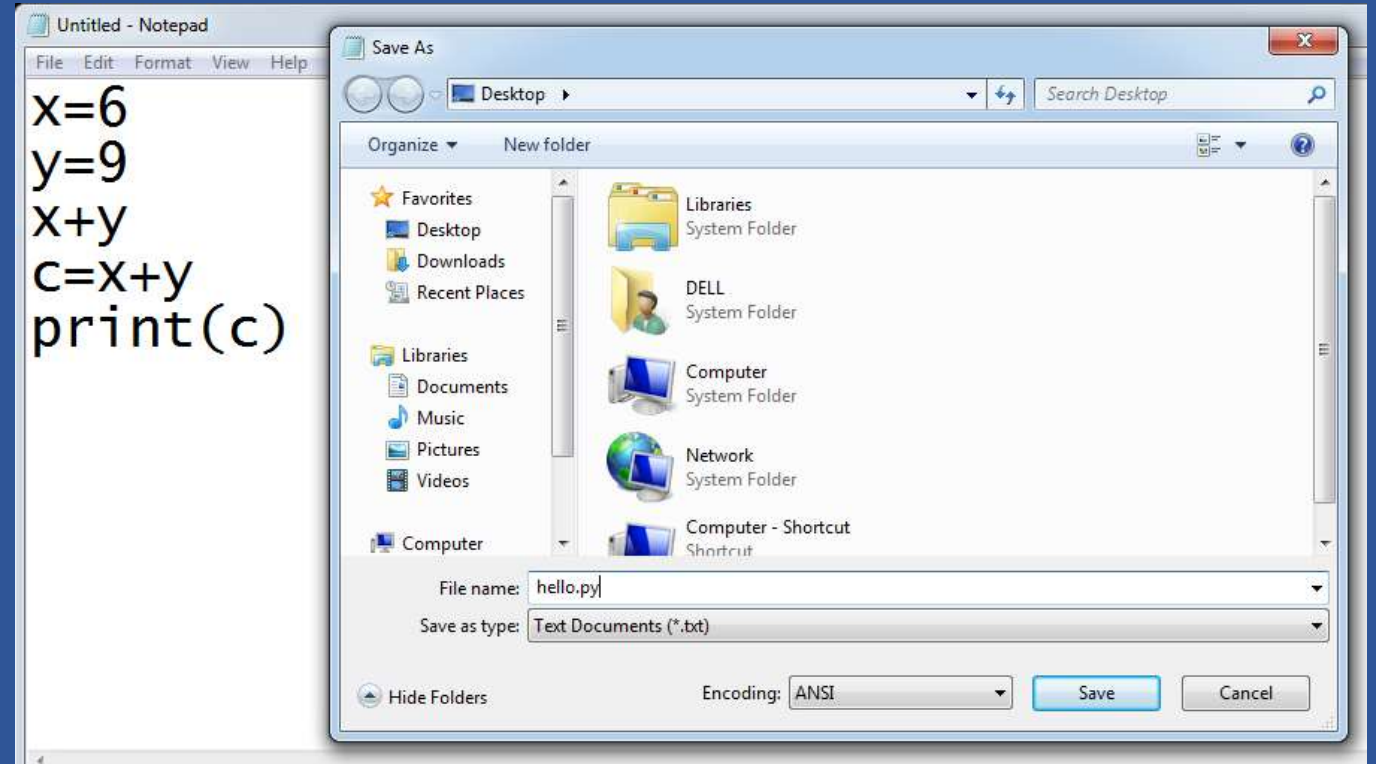 Untitled - Notepad
File Edit Format View Help
x=6
y=9
x+y
c=x+y
print(c)
Save As
Desktop
Search Desktop
Organize
New folder
Favorites
Desktop
Downloads
Recent Places
Libraries
Documents
Music
Pictures
Videos
Computer
Libraries
System Folder
DELL
System Folder
Computer
System Folder
Network
System Folder
Computer - Shortcut
Shortcut
File name: hello.py
Save as type: Text Documents (*.txt)
Hide Folders
Encoding: ANSI
Save
Cancel